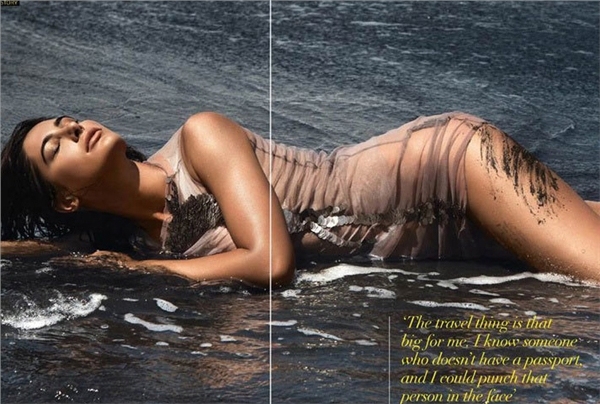 STORY
‘The travel thing is that
big for me, I know someone
who doesn’t have a passport,
and I could punch that
person in the face’